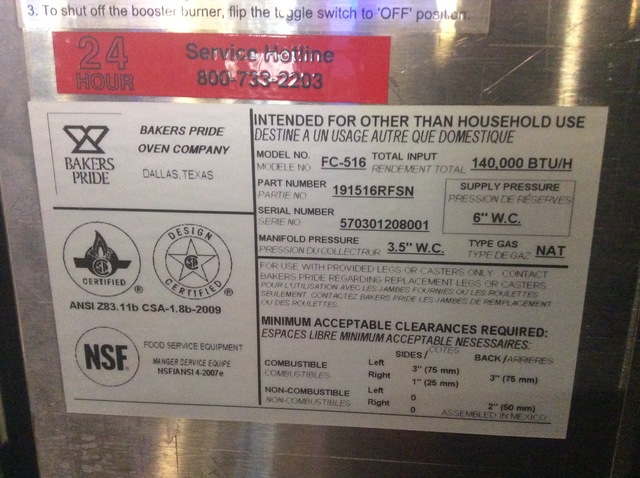 3. To shut off the booster burner, flip the toggle switch to 'OFF' position.
24 HOUR
Service Hotline
800-733-2203
BAKERS PRIDE
BAKERS PRIDE
OVEN COMPANY
DALLAS, TEXAS
INTENDED FOR OTHER THAN HOUSEHOLD USE
DESTINE A UN USAGE AUTRE QUE DOMESTIQUE
MODEL NO. FC-516 TOTAL INPUT 140,000 BTU/H
MODELE NO RENDEMENT TOTAL
PART NUMBER 191516RFSN
PARTIE NO
SUPPLY PRESSURE
PRESSION DE RÉSERVES
6" W.C.
SERIAL NUMBER 570301208001
SERIE NO
MANIFOLD PRESSURE 3.5" W.C. TYPE GAS NAT
PRESSION DU COLLECTEUR TYPE DE GAZ
CERTIFIED
DESIGN CERTIFIED
ANSI Z83.11b CSA-1.8b-2009
FOR USE WITH PROVIDED LEGS OR CASTERS ONLY CONTACT
BAKERS PRIDE REGARDING REPLACEMENT LEGS OR CASTERS
POUR L'UTILISATION AVEC LES JAMBES FOURNIES OU LES ROULETTES
SEULEMENT CONTACTEZ BAKERS PRIDE LES JAMBES DE REMPLACEMENT
OU DES ROULETTES.
NSF
FOOD SERVICE EQUIPMENT
MANGER SERVICE EQUIPE
NSF/ANSI 4-2007e
MINIMUM ACCEPTABLE CLEARANCES REQUIRED:
ESPACES LIBRE MINIMUM ACCEPTABLE NESESSAIRES:
SIDES/COTES BACK/ARRIERES
COMBUSTIBLE Left 3" (75 mm) 3" (75 mm)
COMBUSTIBLES Right 1" (25 mm)
NON-COMBUSTIBLE Left 0
NON-COMBUSTIBLES Right 0 2" (50 mm)
ASSEMBLED IN MEXICO